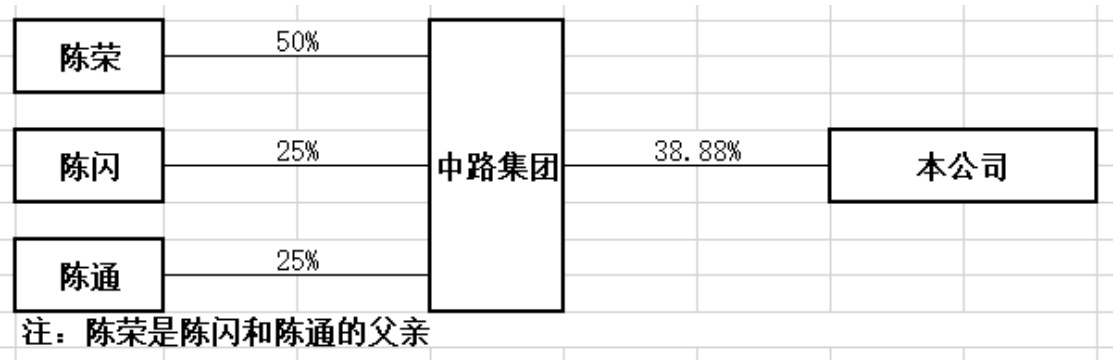 陈荣
50%
陈闪
25%
中路集团
38.88%
本公司
陈通
25%
注：陈荣是陈闪和陈通的父亲